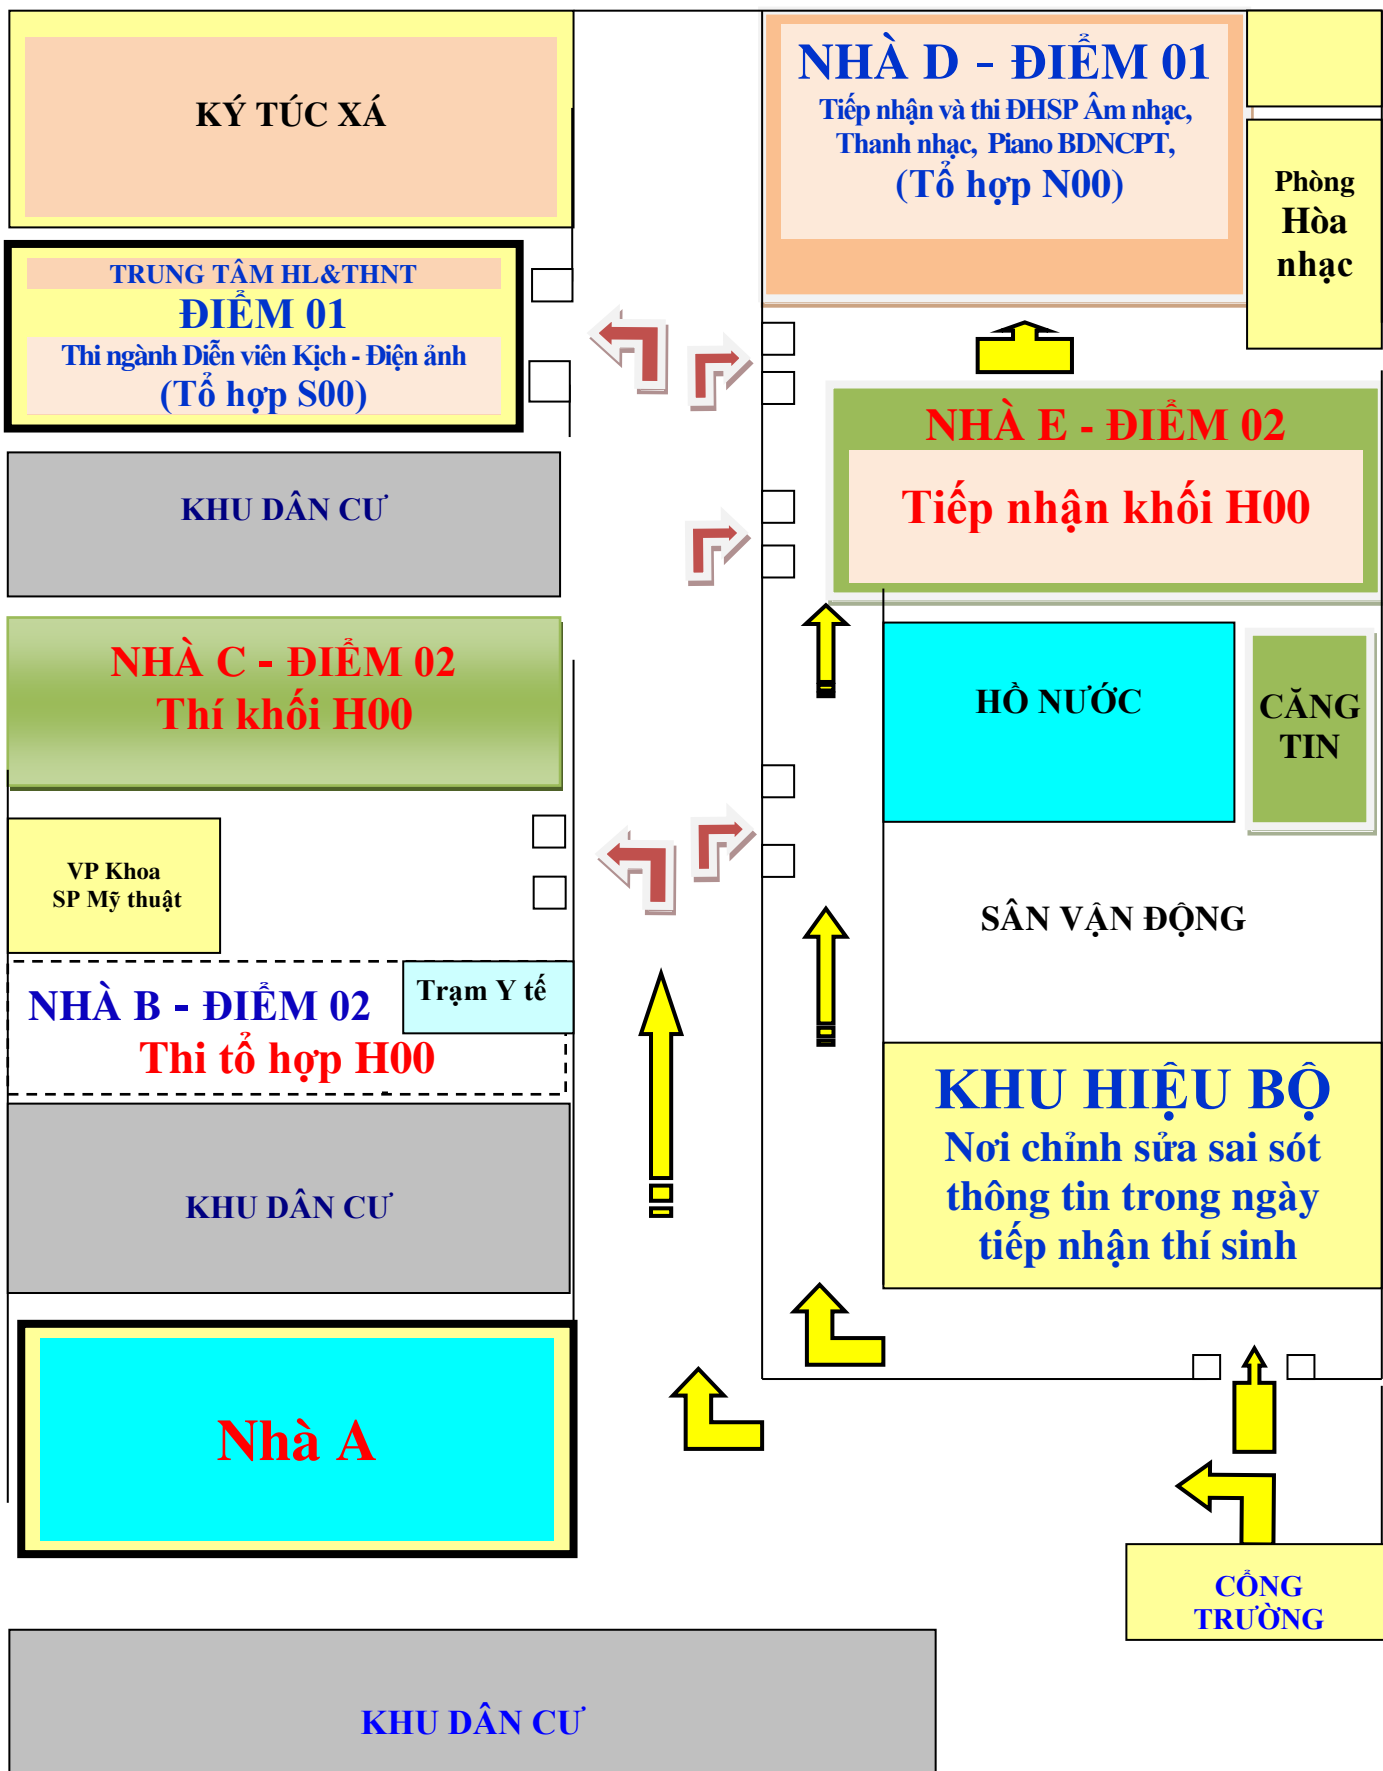 KÝ TÚC XÁ
NHÀ D - ĐIỂM 01
Tiếp nhận và thi ĐHSP Âm nhạc,
Thanh nhạc, Piano BDNCPT,
(Tổ hợp N00)
Phòng
Hòa
nhạc
TRUNG TÂM HL&THNT
ĐIỂM 01
Thi ngành Diễn viên Kịch - Điện ảnh
(Tổ hợp S00)
NHÀ E - ĐIỂM 02
Tiếp nhận khối H00
KHU DÂN CƯ
NHÀ C - ĐIỂM 02
Thí khối H00
HỒ NƯỚC
CĂNG
TIN
VP Khoa
SP Mỹ thuật
SÂN VẬN ĐỘNG
Trạm Y tế
NHÀ B - ĐIỂM 02
Thi tổ hợp H00
KHU HIỆU BỘ
Nơi chỉnh sửa sai sót
thông tin trong ngày
tiếp nhận thí sinh
KHU DÂN CƯ
Nhà A
CỔNG
TRƯỜNG
KHU DÂN CƯ